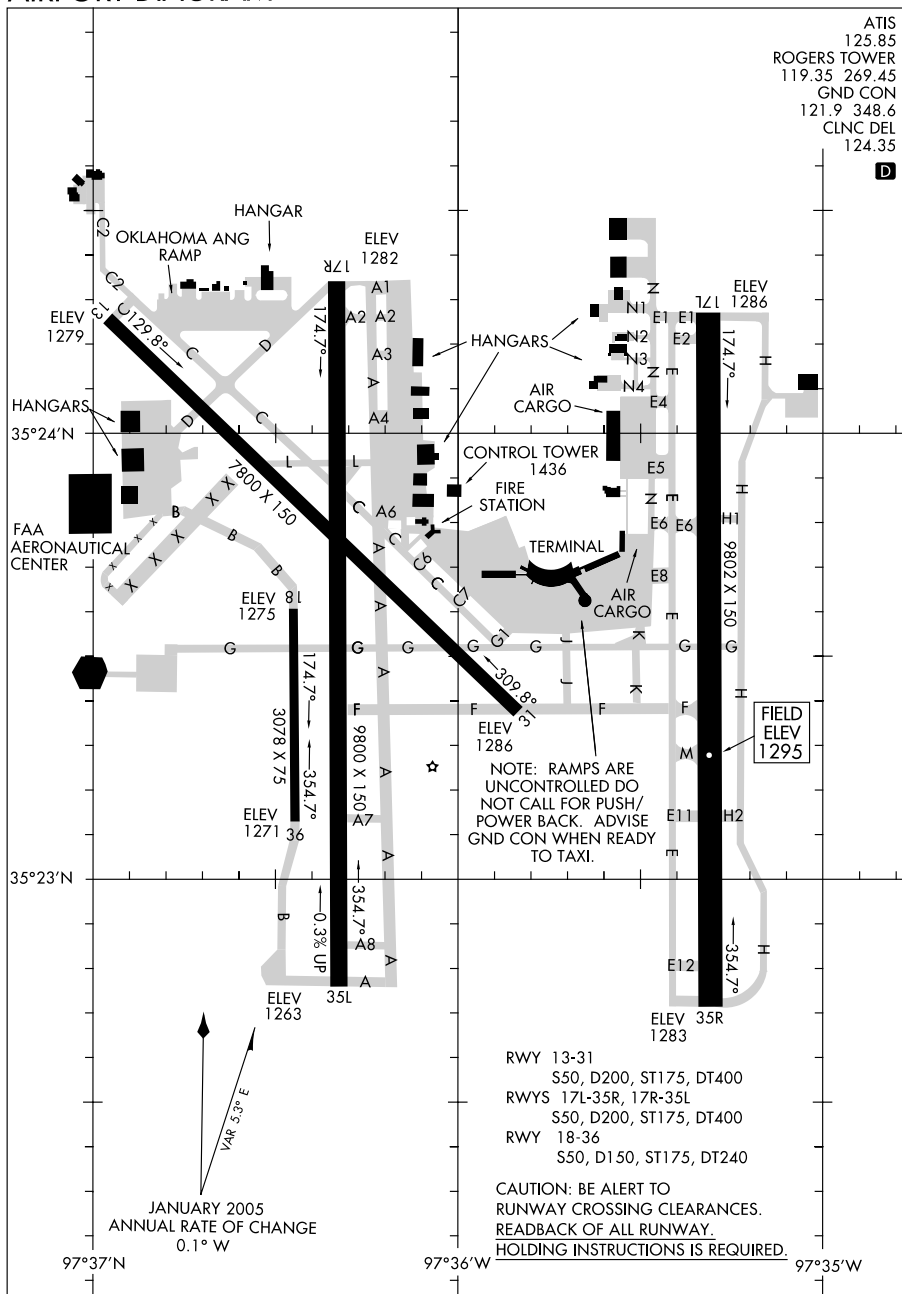 AIRPORT DIAGRAM
ATIS
125.85
ROGERS TOWER
119.35 269.45
GND CON
121.9 348.6
CLNC DEL
124.35
D
C2
HANGAR
OKLAHOMA ANG
RAMP
ELEV
1282
17R
C2
C
13
ELEV
1279
129.8°
A1
A2
A2
174.7°
A3
D
C
A
A4
HANGARS
N
N1
N2
N3
N
N4
17L
ELEV
1286
E1
E1
E2
174.7°
H
E
E4
AIR
CARGO
HANGARS
35°24'N
D
C
7800 X 150
L
L
CONTROL TOWER
1436
FIRE
STATION
E5
N
E
H
FAA
AERONAUTICAL
CENTER
X
X
X
X
X
x
x
x
x
B
B
B
C
A6
A
C
C6
C
C
C7
G1
TERMINAL
AIR
CARGO
E6
E6
H1
E8
E
9802 X 150
ELEV
1275
18
A
G
G
G
G
G
G
G
G
J
J
K
K
174.7°
354.7°
3078 X 75
A
309.8°
31
ELEV
1286
F
F
F
F
H
FIELD
ELEV
1295
M
9800 X 150
A
NOTE: RAMPS ARE
UNCONTROLLED DO
NOT CALL FOR PUSH/
POWER BACK. ADVISE
GND CON WHEN READY
TO TAXI.
ELEV
1271
36
A7
E11
H2
A
E
35°23'N
B
0.3% UP
354.7°
A8
A
A
E12
354.7°
H
ELEV
1263
35L
ELEV
1283
35R
VAR 5.3° E
JANUARY 2005
ANNUAL RATE OF CHANGE
0.1° W
RWY 13-31
S50, D200, ST175, DT400
RWYS 17L-35R, 17R-35L
S50, D200, ST175, DT400
RWY 18-36
S50, D150, ST175, DT240
CAUTION: BE ALERT TO
RUNWAY CROSSING CLEARANCES.
READBACK OF ALL RUNWAY.
HOLDING INSTRUCTIONS IS REQUIRED.
97°37'W
97°36'W
97°35'W